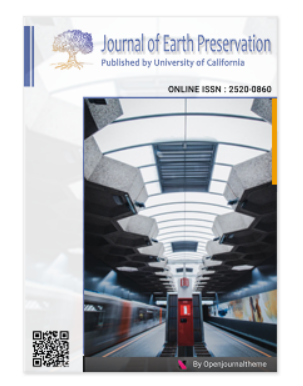 Journal of Earth Preservation
Published by University of California
ONLINE ISSN : 2520-0860
By Openjournaltheme